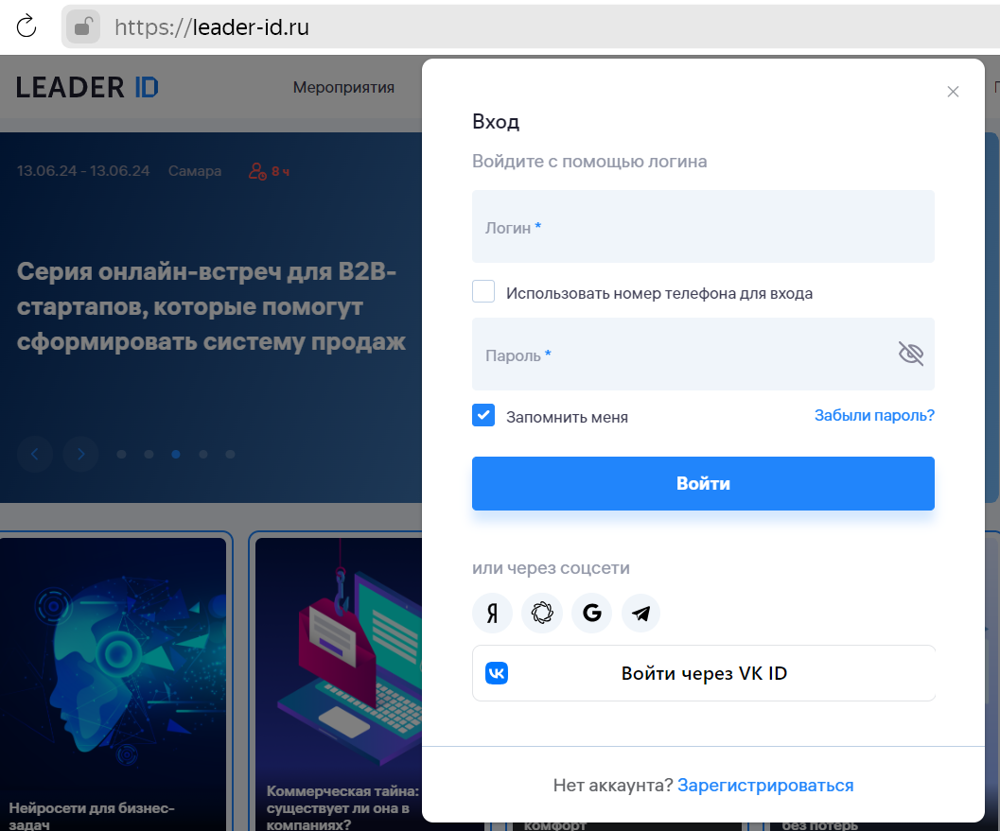 https://leader-id.ru
LEADER ID
Мероприятия
13.06.24 - 13.06.24 Самара 8 ч
Серия онлайн-встреч для B2B-
стартапов, которые помогут
сформировать систему продаж
Нейросети для бизнес-
задач
Коммерческая тайна:
существует ли она в
компаниях?
комфорт
без потерь
Вход
Войдите с помощью логина
Логин *
Использовать номер телефона для входа
Пароль *
Запомнить меня
Забыли пароль?
Войти
или через соцсети
Я
G
VK
Войти через VK ID
Нет аккаунта? Зарегистрироваться